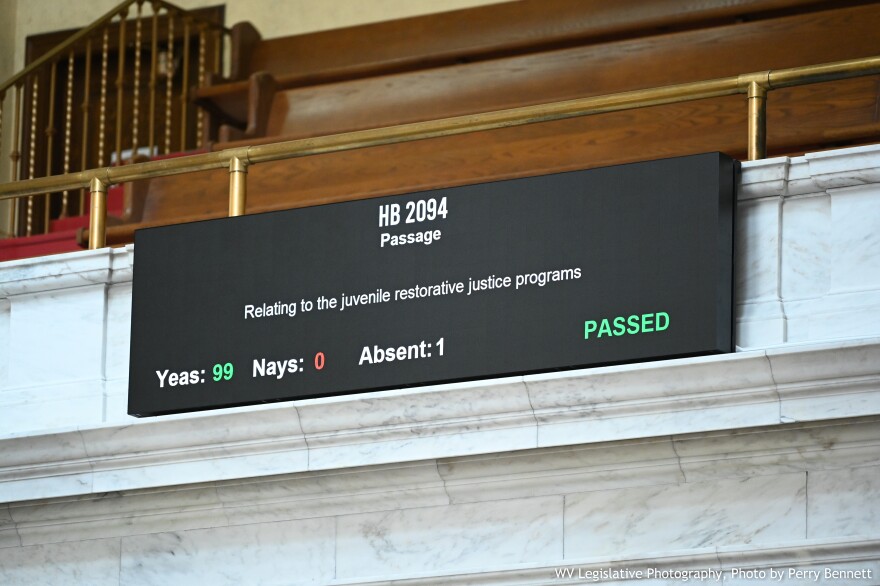 HB 2094
Passage
Relating to the juvenile restorative justice programs
PASSED
Yeas: 99 Nays: 0 Absent: 1
WV Legislative Photography, Photo by Perry Bennett